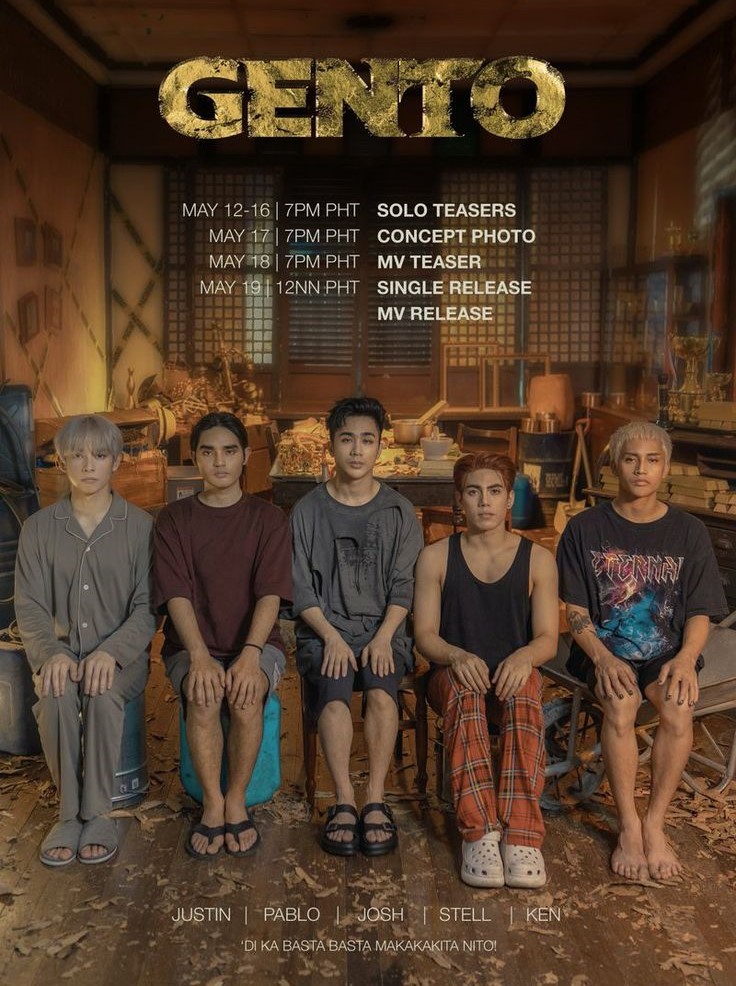 GENTO
MAY 12-16 | 7PM PHT SOLO TEASERS
MAY 17 | 7PM PHT CONCEPT PHOTO
MAY 18 | 7PM PHT MV TEASER
MAY 19 | 12NN PHT SINGLE RELEASE
MV RELEASE
ETERNAL
JUSTIN | PABLO | JOSH | STELL | KEN
'DI KA BASTA BASTA MAKAKAKITA NITO!